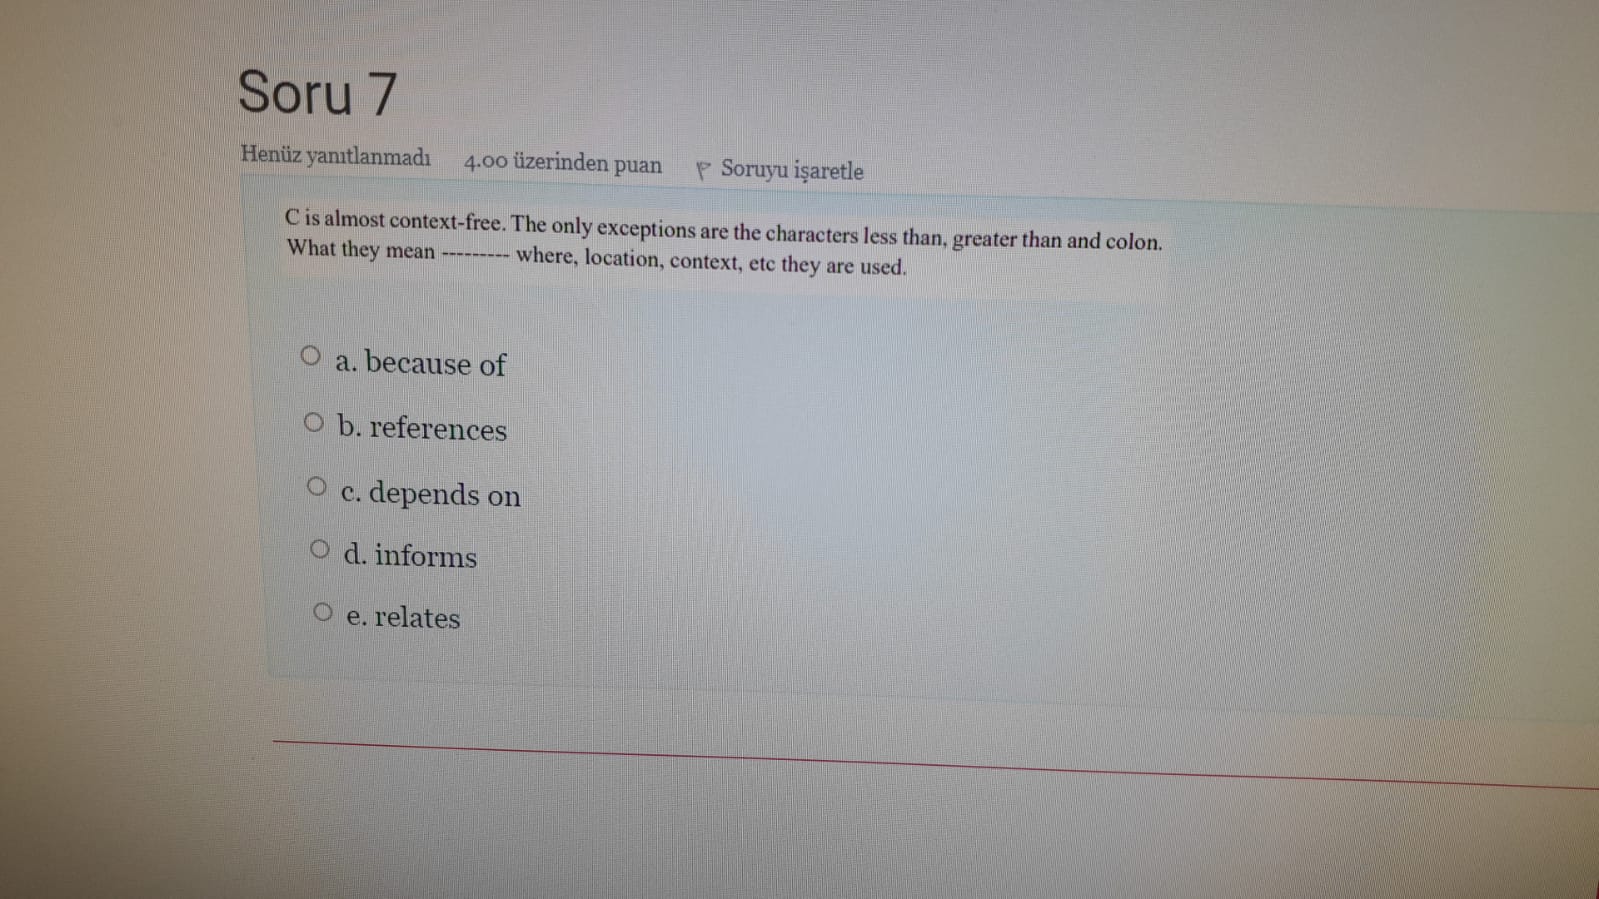 Soru 7
Henüz yanıtlanmadı 4.00 üzerinden puan Soruyu işaretle
C is almost context-free. The only exceptions are the characters less than, greater than and colon.
What they mean --------- where, location, context, etc they are used.
a. because of
b. references
c. depends on
d. informs
e. relates